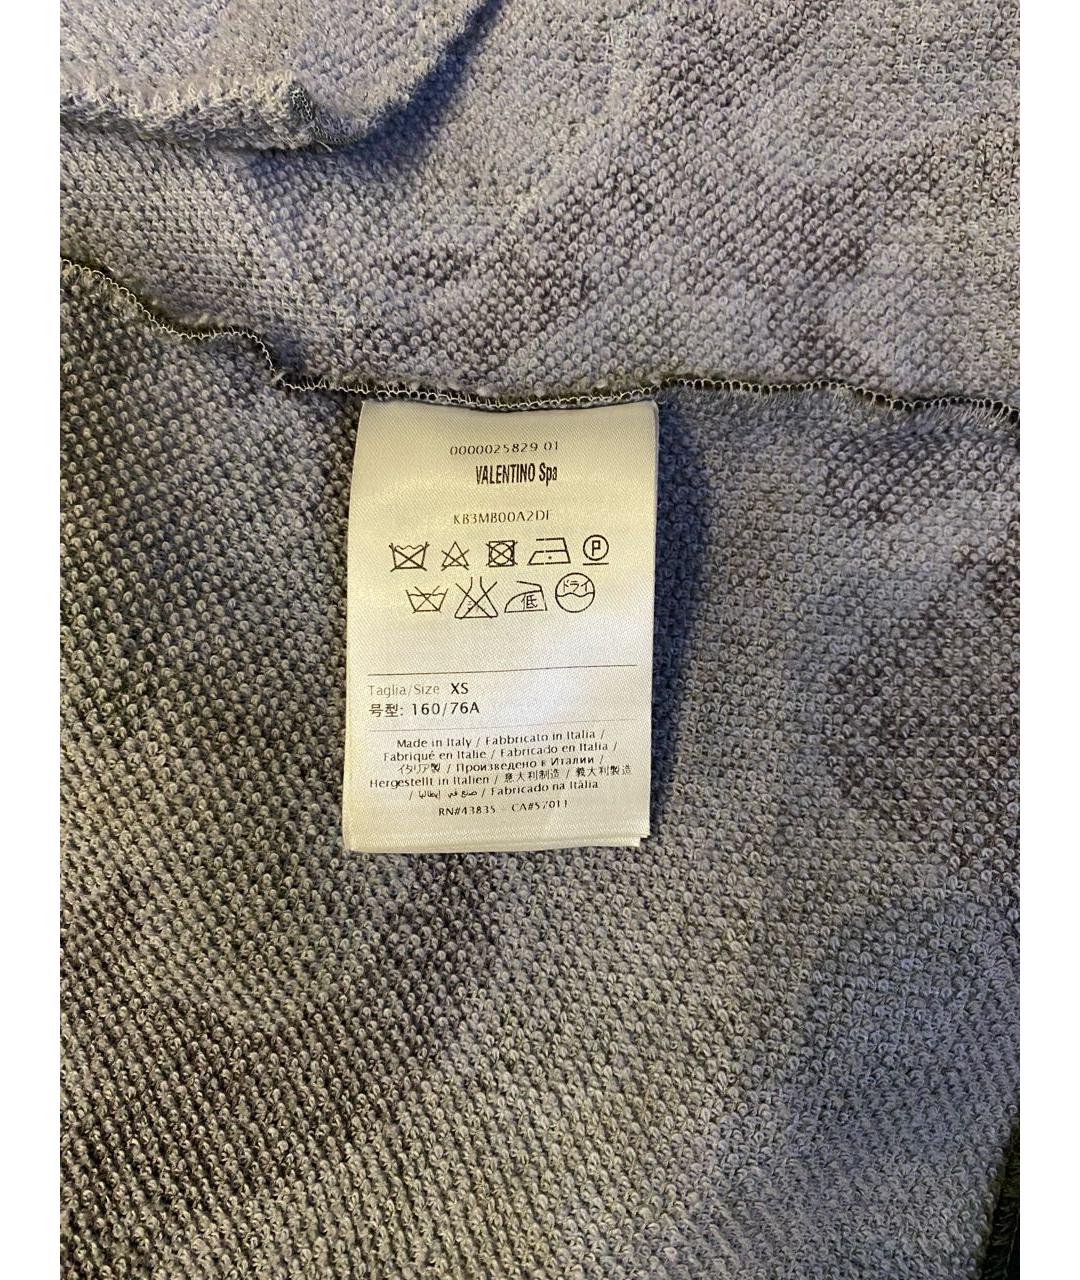 0000025829 01
VALENTINO Spa
KB3MB00A2DF
P
低 ドライ
Taglia/Size XS
号型: 160/76A
Made in Italy / Fabbricato in Italia /
Fabriqué en Italie / Fabricado en Italia /
イタリア製 / Произведено в Италии /
Hergestellt in Italien / 意大利制造 / 義大利製造
/ صنع في إيطاليا / Fabricado na Itália
RN#43835 - CA#57011